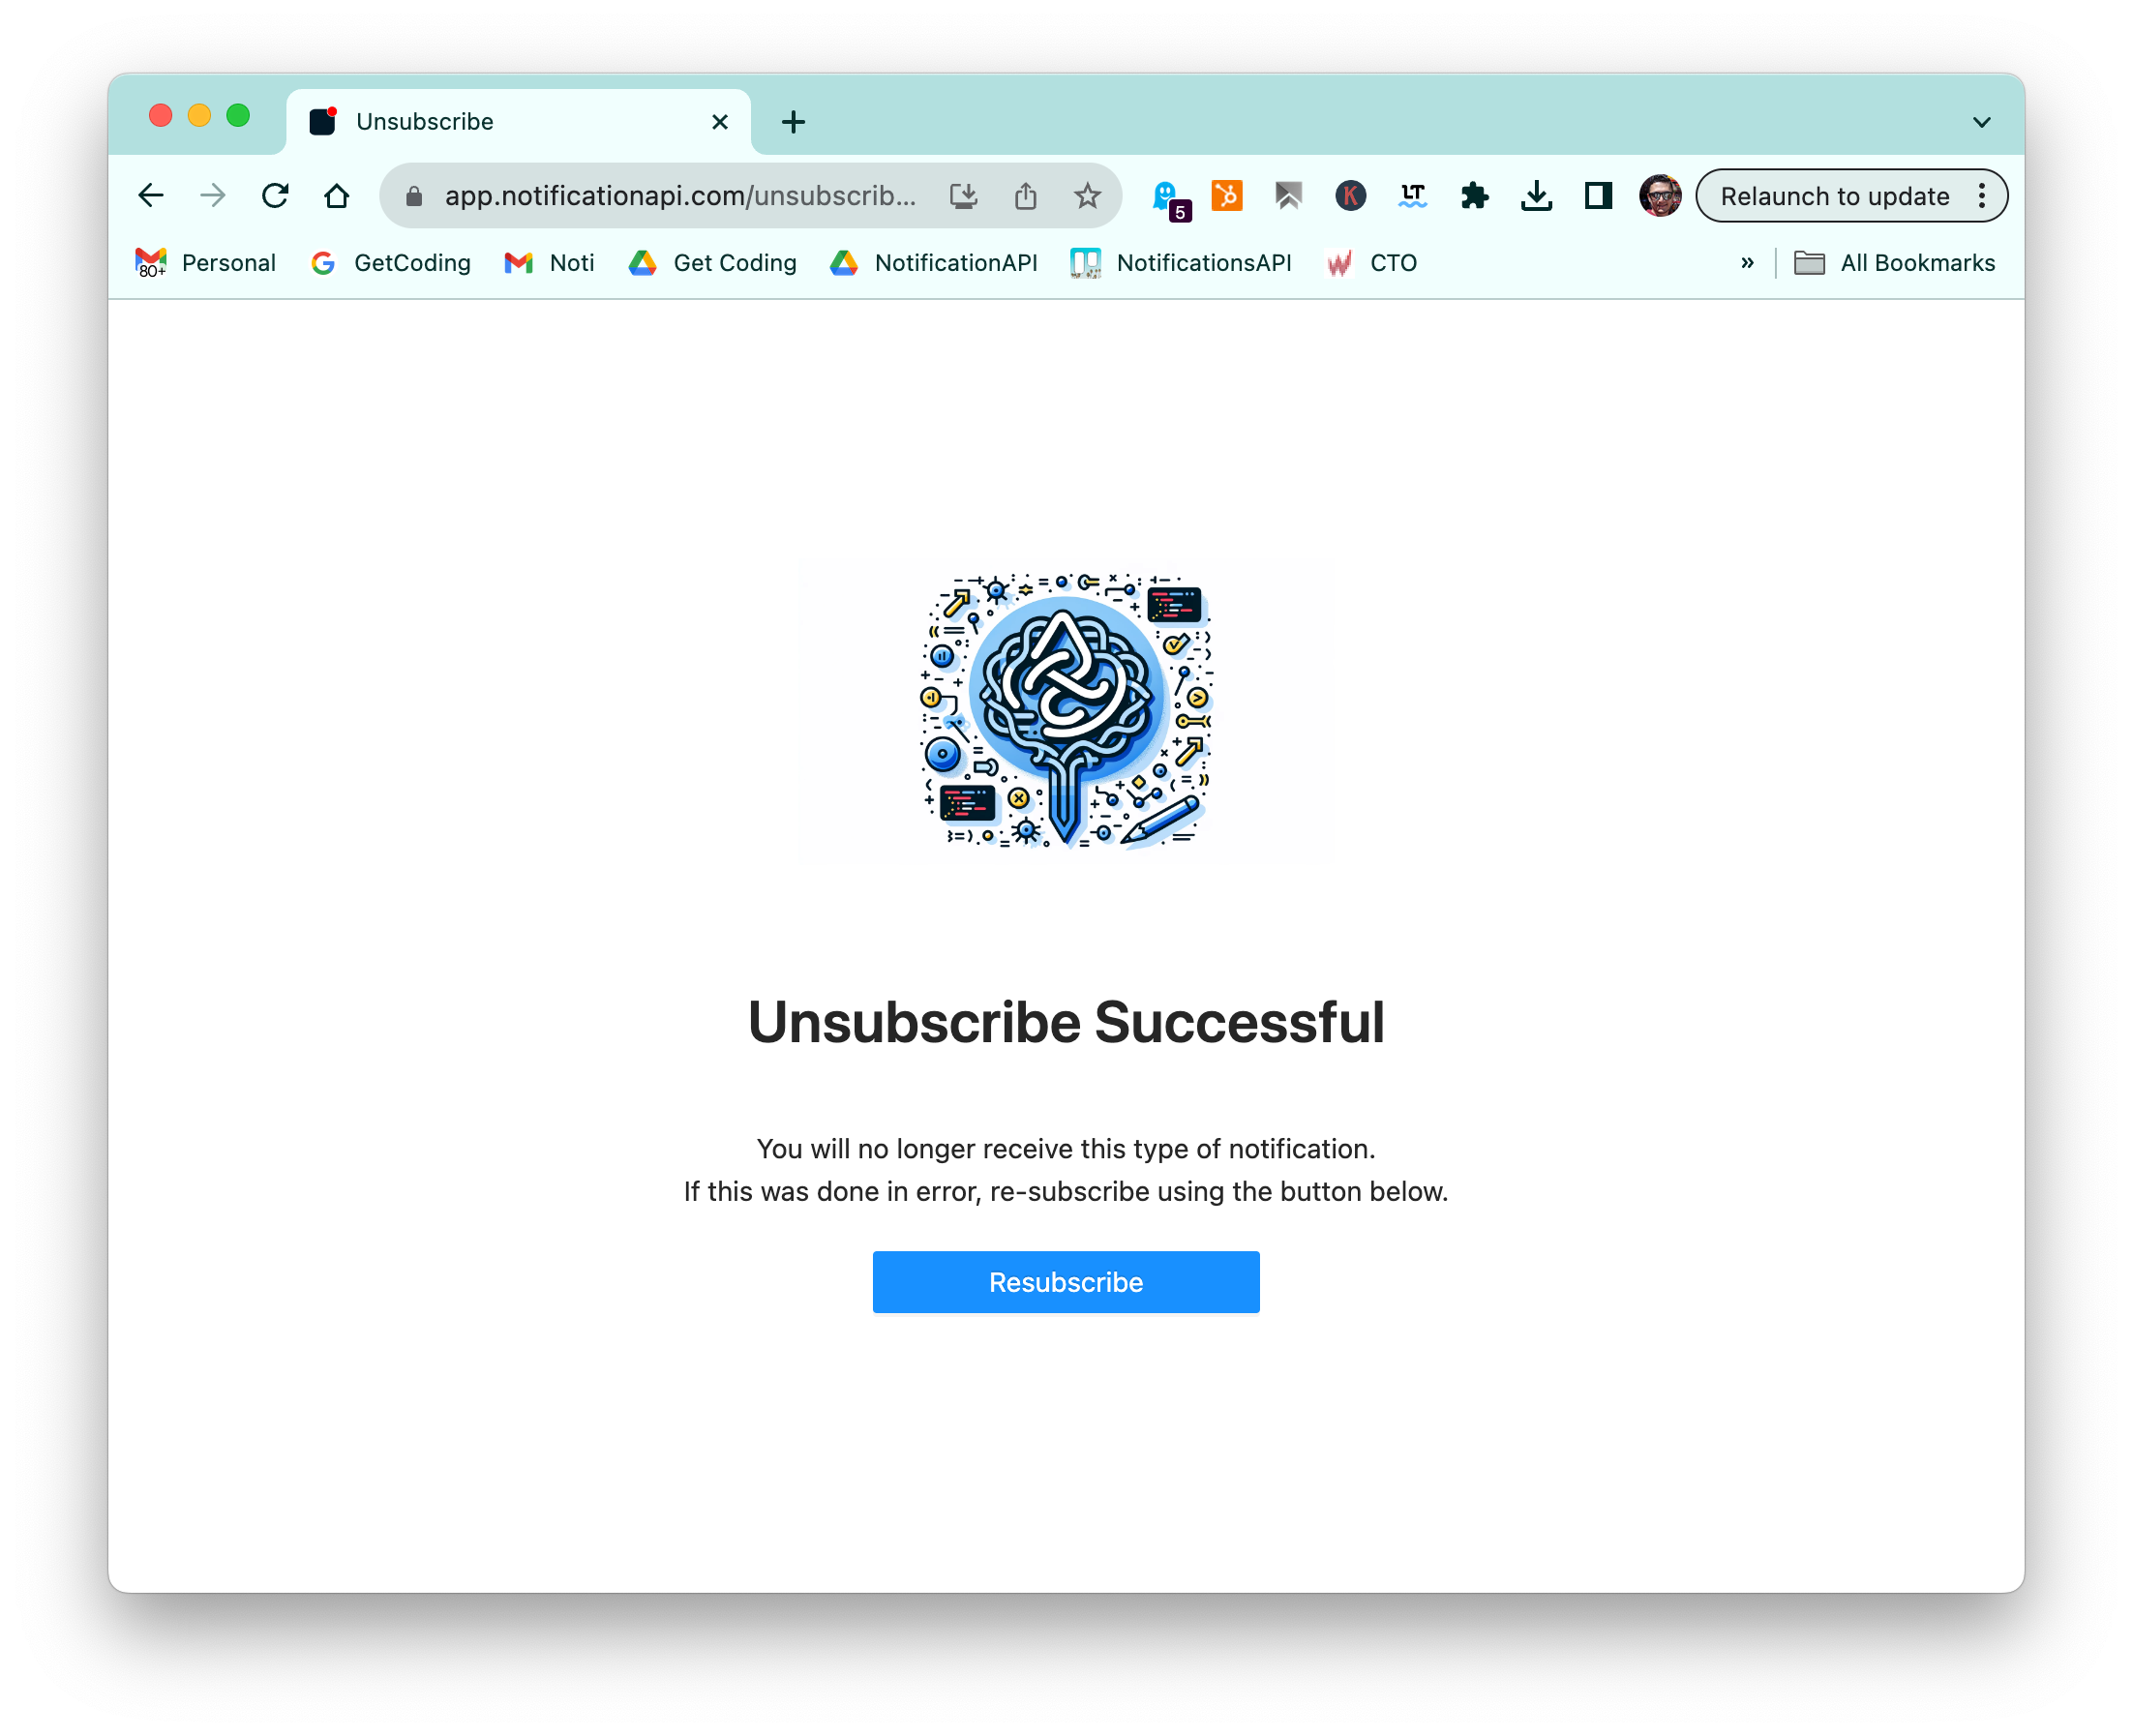 Unsubscribe
app.notificationapi.com/unsubscrib...
5
Relaunch to update
80+
Personal
GetCoding
Noti
Get Coding
NotificationAPI
NotificationsAPI
CTO
»
All Bookmarks
Unsubscribe Successful
You will no longer receive this type of notification.
If this was done in error, re-subscribe using the button below.
Resubscribe